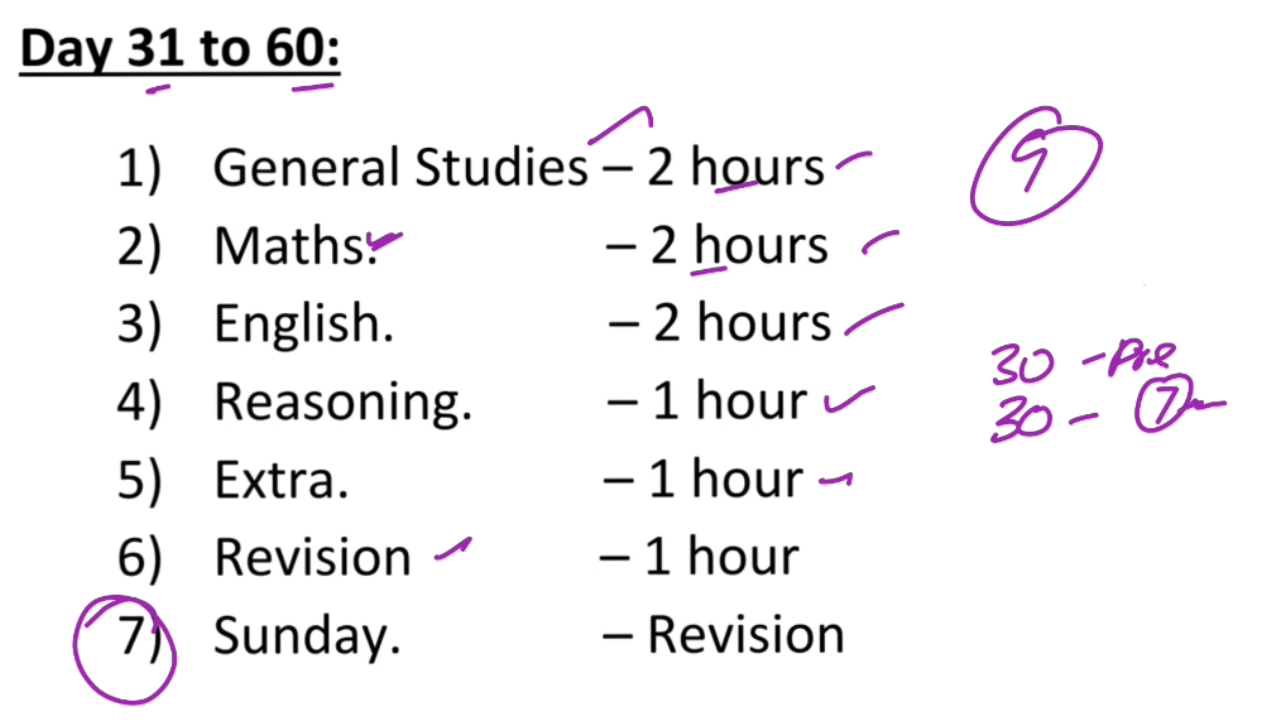 Day 31 to 60:
1) General Studies – 2 hours
9
2) Maths. – 2 hours
3) English. – 2 hours
30 – Pre
4) Reasoning. – 1 hour
30 – 7
5) Extra. – 1 hour
6) Revision – 1 hour
7) Sunday. – Revision